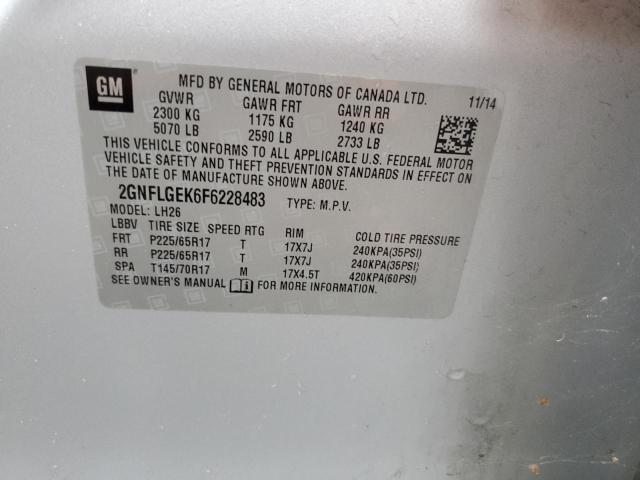 GM
MFD BY GENERAL MOTORS OF CANADA LTD. 11/14
GVWR GAWR FRT GAWR RR
2300 KG 1175 KG 1240 KG
5070 LB 2590 LB 2733 LB
THIS VEHICLE CONFORMS TO ALL APPLICABLE U.S. FEDERAL MOTOR
VEHICLE SAFETY AND THEFT PREVENTION STANDARDS IN EFFECT ON
THE DATE OF MANUFACTURE SHOWN ABOVE.
2GNFLGEK6F6228483 TYPE: M.P.V.
MODEL: LH26
LBBV TIRE SIZE SPEED RTG RIM COLD TIRE PRESSURE
FRT P225/65R17 T 17X7J 240KPA(35PSI)
RR P225/65R17 T 17X7J 240KPA(35PSI)
SPA T145/70R17 M 17X4.5T 420KPA(60PSI)
SEE OWNER'S MANUAL FOR MORE INFORMATION.